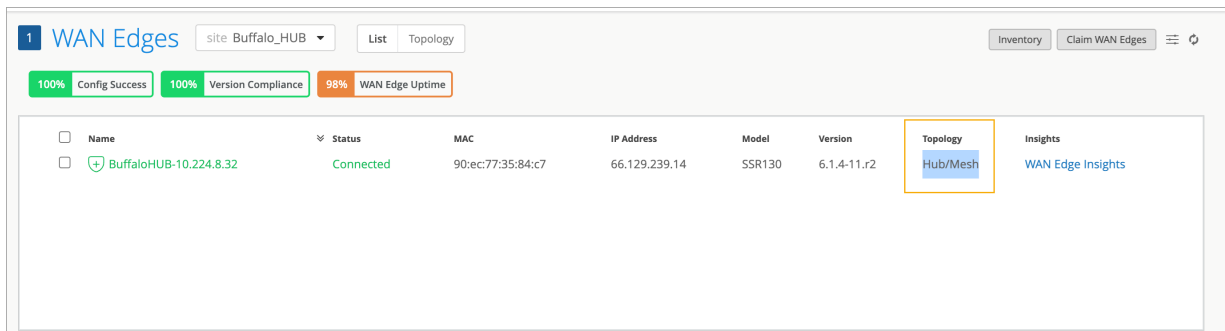 1 WAN Edges site Buffalo_HUB List Topology Inventory Claim WAN Edges
100% Config Success 100% Version Compliance 98% WAN Edge Uptime
Name Status MAC IP Address Model Version Topology Insights
BuffaloHUB-10.224.8.32 Connected 90:ec:77:35:84:c7 66.129.239.14 SSR130 6.1.4-11.r2 Hub/Mesh WAN Edge Insights